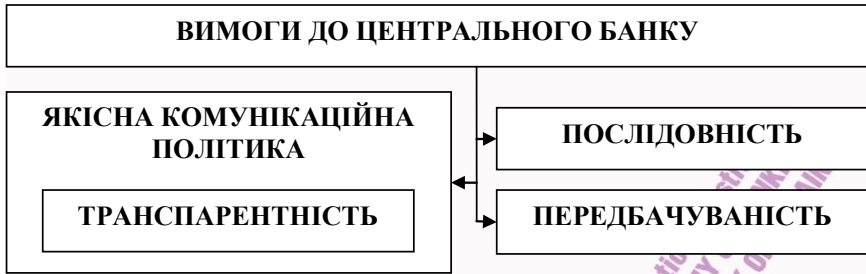 ВИМОГИ ДО ЦЕНТРАЛЬНОГО БАНКУ
ЯКІСНА КОМУНІКАЦІЙНА
ПОЛІТИКА
ТРАНСПАРЕНТНІСТЬ
ПОСЛІДОВНІСТЬ
ПЕРЕДБАЧУВАНІСТЬ